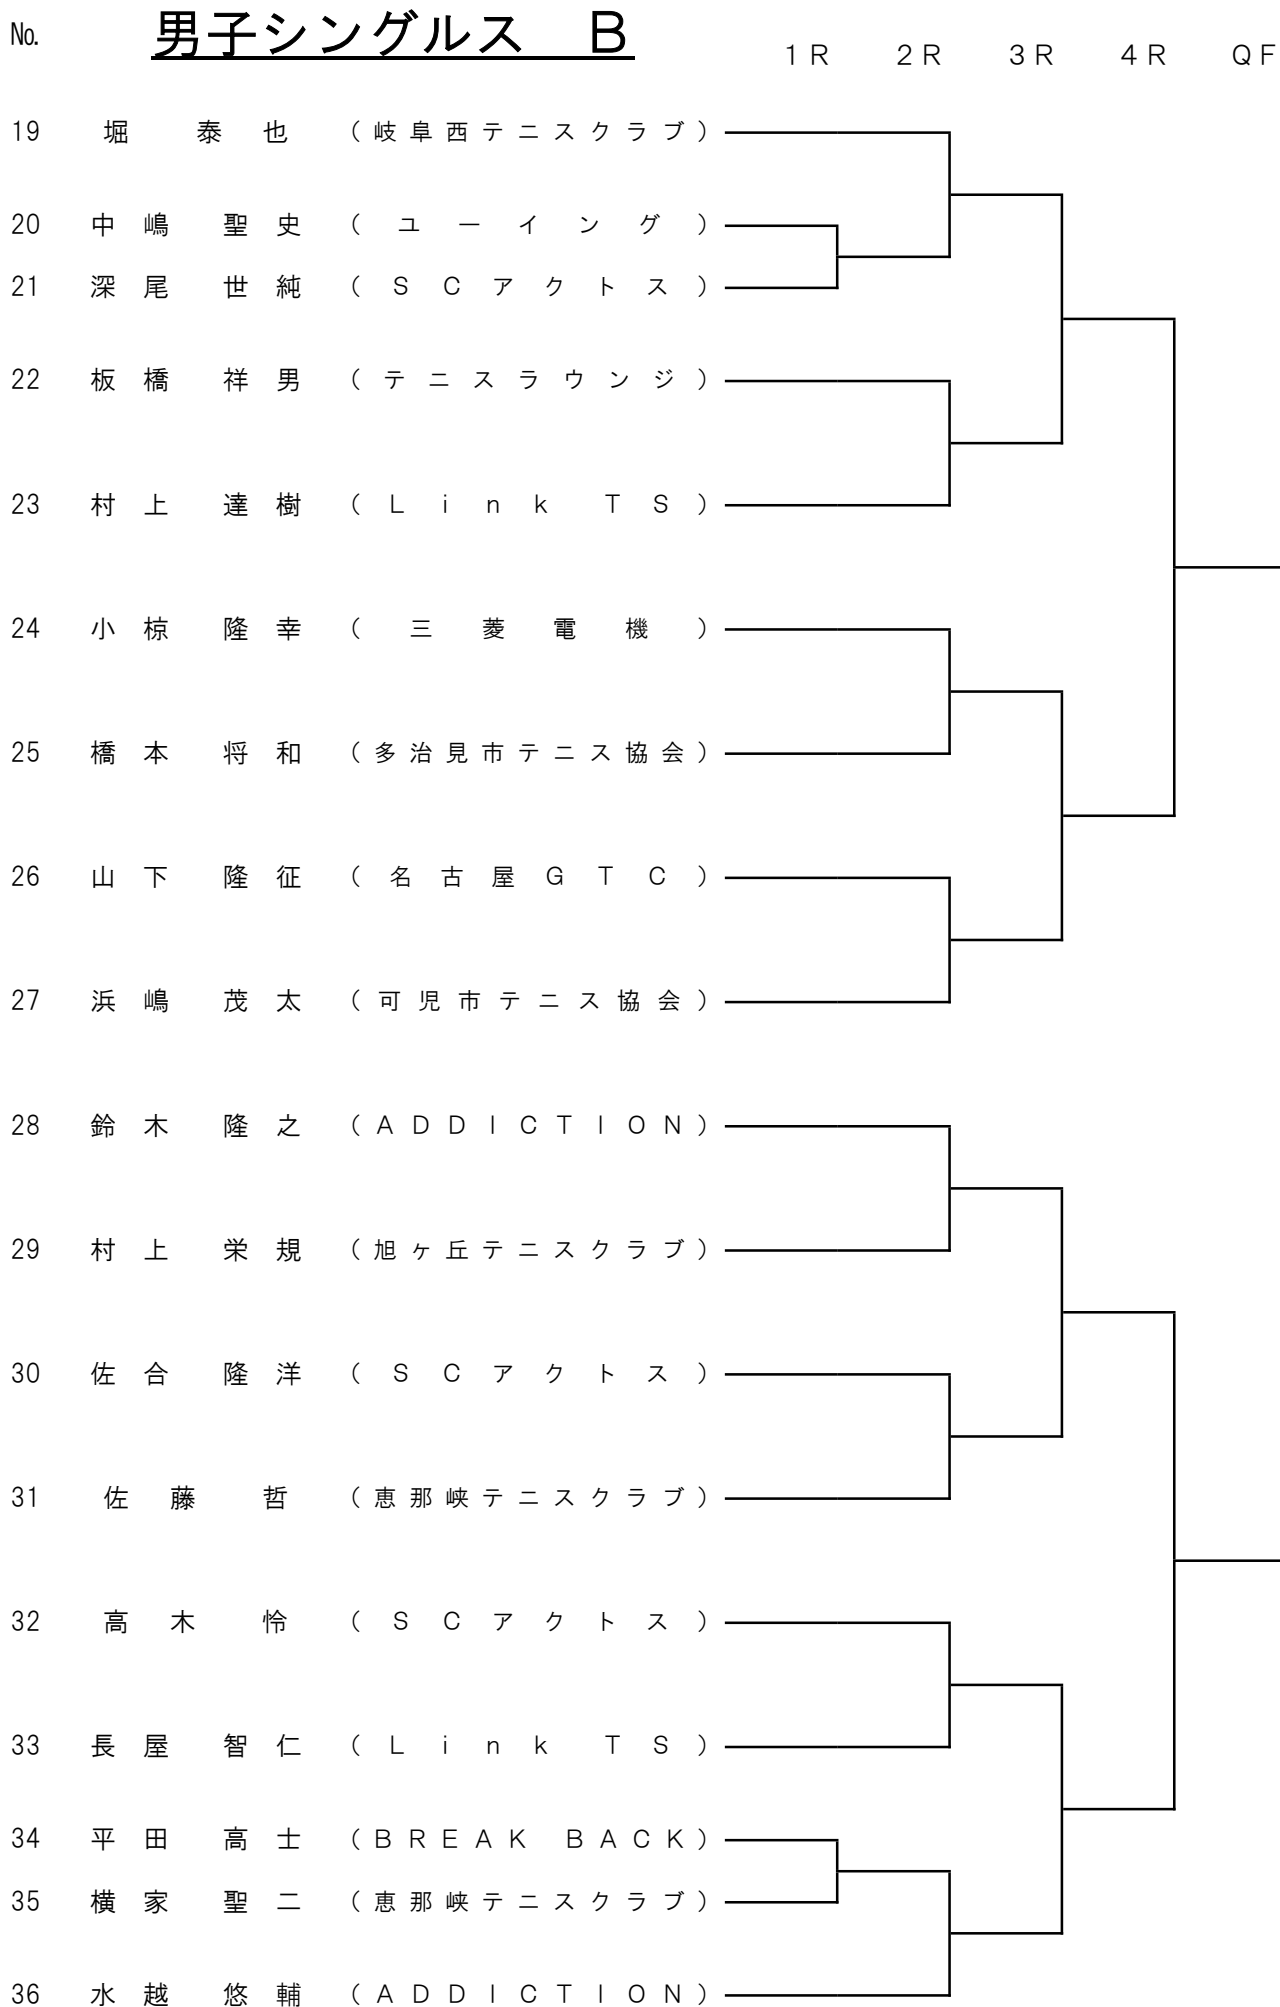 No. 男子シングルス B
1R 2R 3R 4R QF
19 堀 泰也 (岐阜西テニスクラブ)
20 中嶋 聖史 (ユーイング)
21 深尾 世純 (SCアクトス)
22 板橋 祥男 (テニスラウンジ)
23 村上 達樹 (Link TS)
24 小椋 隆幸 (三菱電機)
25 橋本 将和 (多治見市テニス協会)
26 山下 隆征 (名古屋GTC)
27 浜嶋 茂太 (可児市テニス協会)
28 鈴木 隆之 (ADDICTION)
29 村上 栄規 (旭ヶ丘テニスクラブ)
30 佐合 隆洋 (SCアクトス)
31 佐藤 哲 (恵那峡テニスクラブ)
32 高木 怜 (SCアクトス)
33 長屋 智仁 (Link TS)
34 平田 高士 (BREAK BACK)
35 横家 聖二 (恵那峡テニスクラブ)
36 水越 悠輔 (ADDICTION)